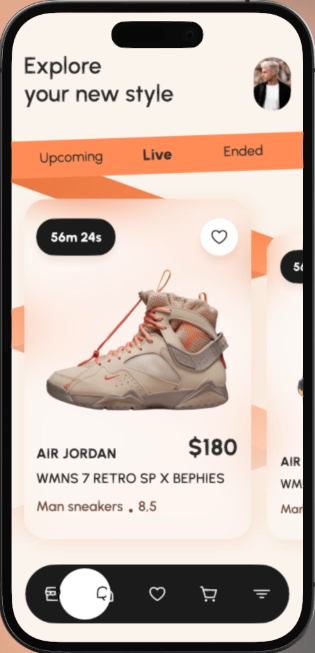 Explore
your new style
Upcoming Live Ended
56m 24s
56
AIR JORDAN $180
WMNS 7 RETRO SP X BEPHIES
Man sneakers . 8,5
AIR
WM
Man